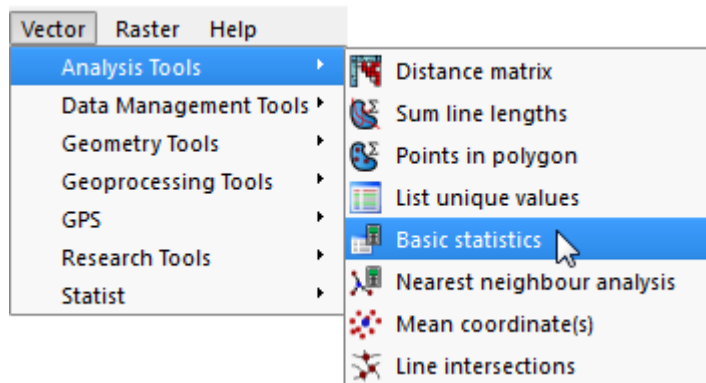 Vector Raster Help
Analysis Tools
Data Management Tools
Geometry Tools
Geoprocessing Tools
GPS
Research Tools
Statist
Distance matrix
Sum line lengths
Points in polygon
List unique values
Basic statistics
Nearest neighbour analysis
Mean coordinate(s)
Line intersections